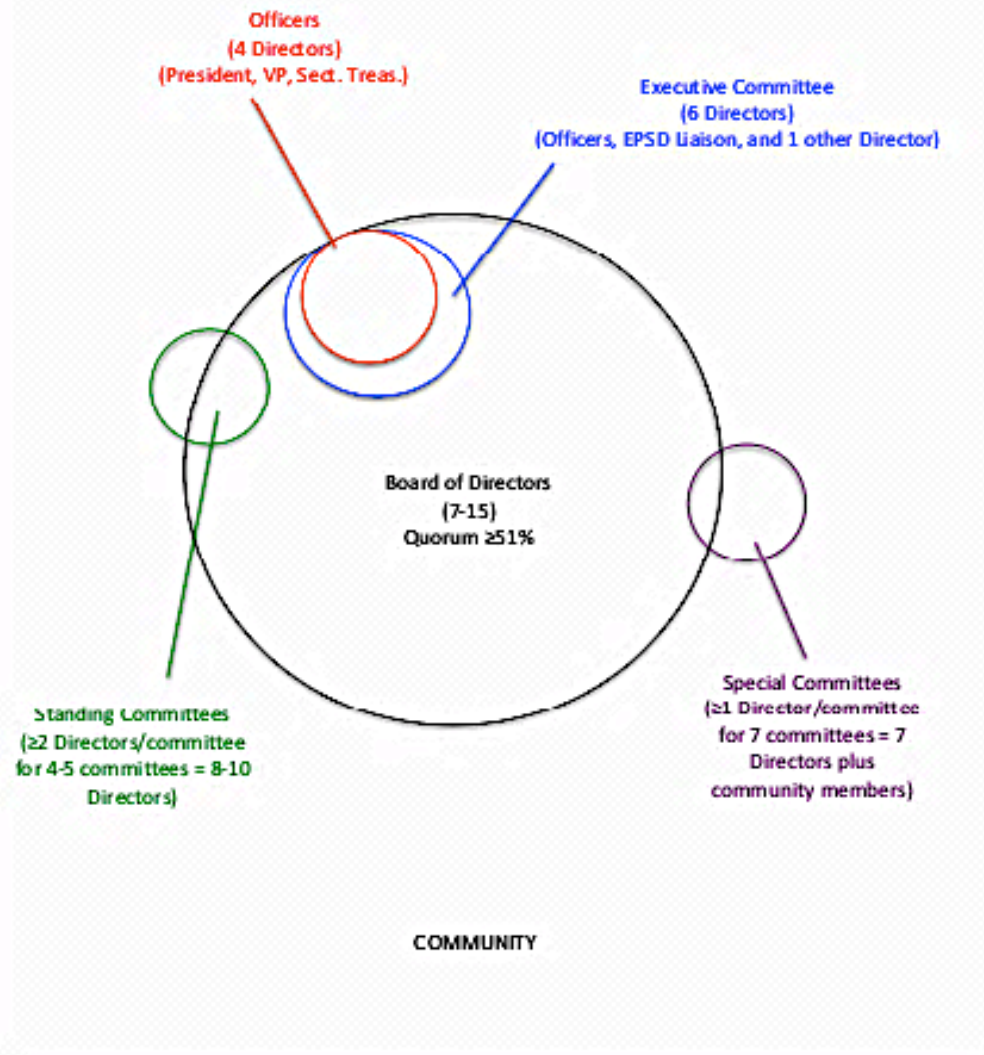 Officers
(4 Directors)
(President, VP, Sect. Treas.)
Executive Committee
(6 Directors)
(Officers, EPSD Liaison, and 1 other Director)
Board of Directors
(7-15)
Quorum ≥51%
Standing Committees
(≥2 Directors/committee
for 4-5 committees = 8-10
Directors)
Special Committees
(≥1 Director/committee
for 7 committees = 7
Directors plus
community members)
COMMUNITY